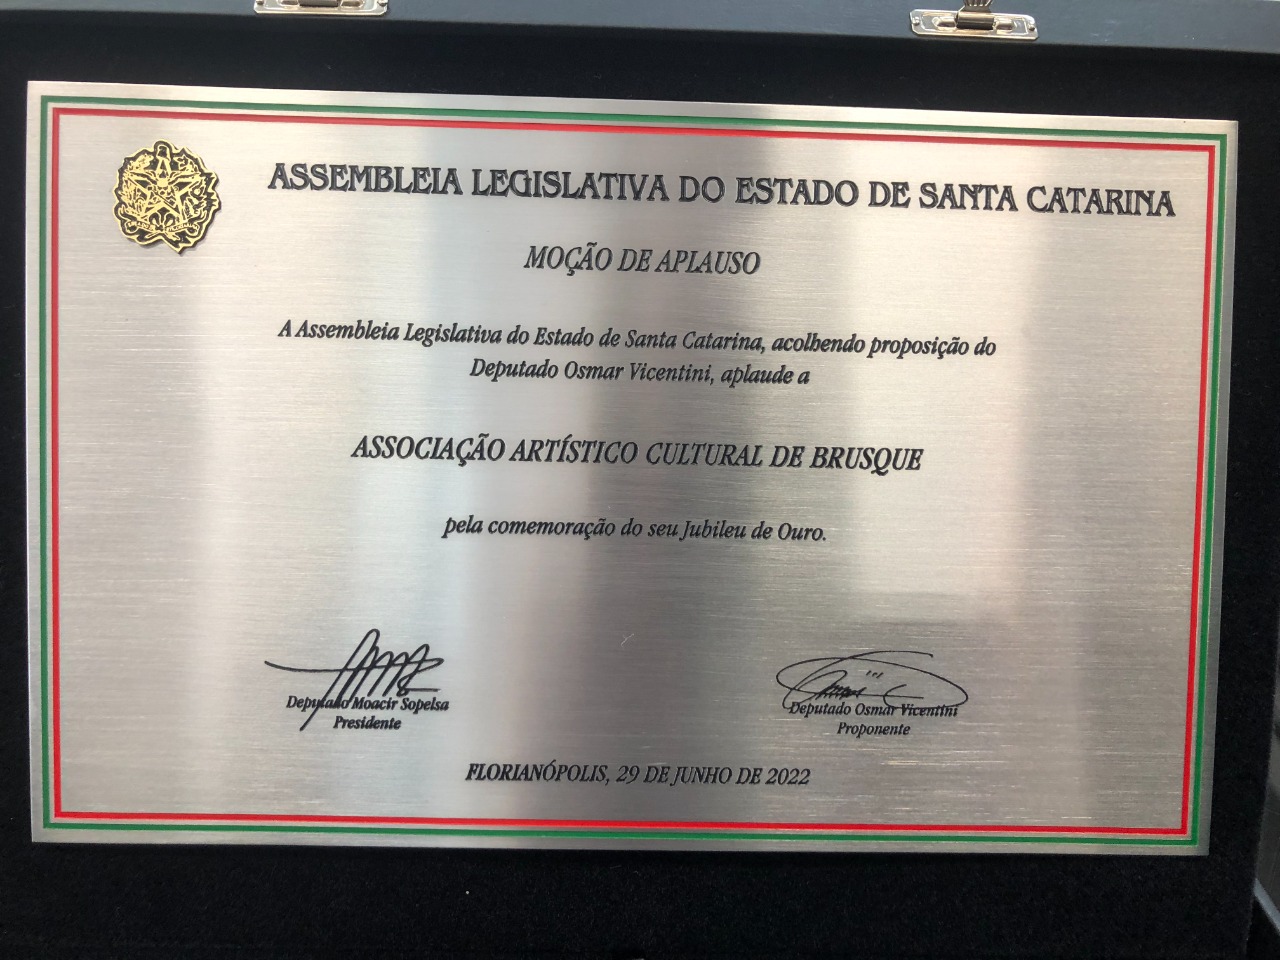 ASSEMBLEIA LEGISLATIVA DO ESTADO DE SANTA CATARINA
MOÇÃO DE APLAUSO
A Assembleia Legislativa do Estado de Santa Catarina, acolhendo proposição do
Deputado Osmar Vicentini, aplaude a
ASSOCIAÇÃO ARTÍSTICO CULTURAL DE BRUSQUE
pela comemoração do seu Jubileu de Ouro.
Deputado Moacir Sopelsa
Presidente
Deputado Osmar Vicentini
Proponente
FLORIANÓPOLIS, 29 DE JUNHO DE 2022